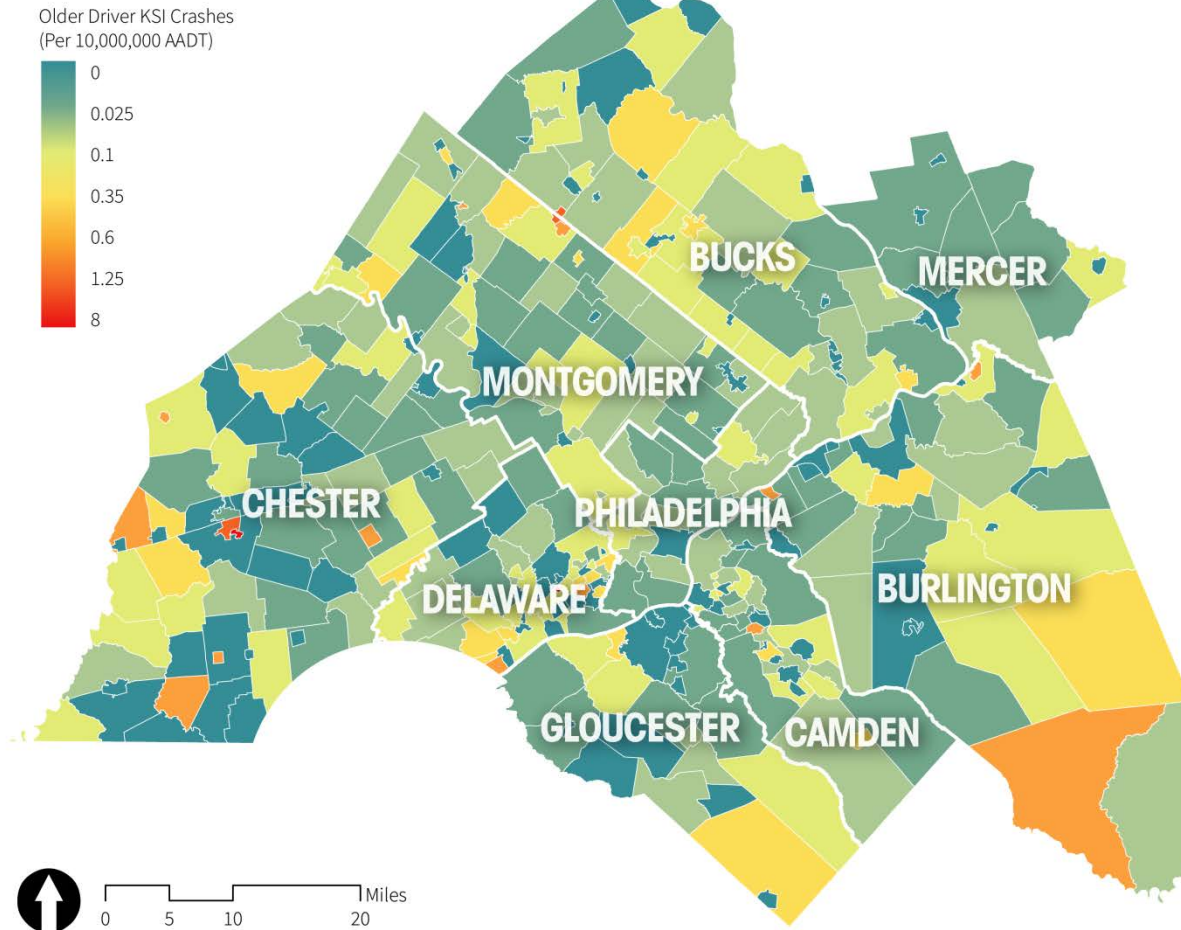 Older Driver KSI Crashes
(Per 10,000,000 AADT)
0
0.025
0.1
0.35
0.6
1.25
8
BUCKS
MERCER
MONTGOMERY
CHESTER
PHILADELPHIA
DELAWARE
BURLINGTON
GLOUCESTER
CAMDEN
Miles
0 5 10 20